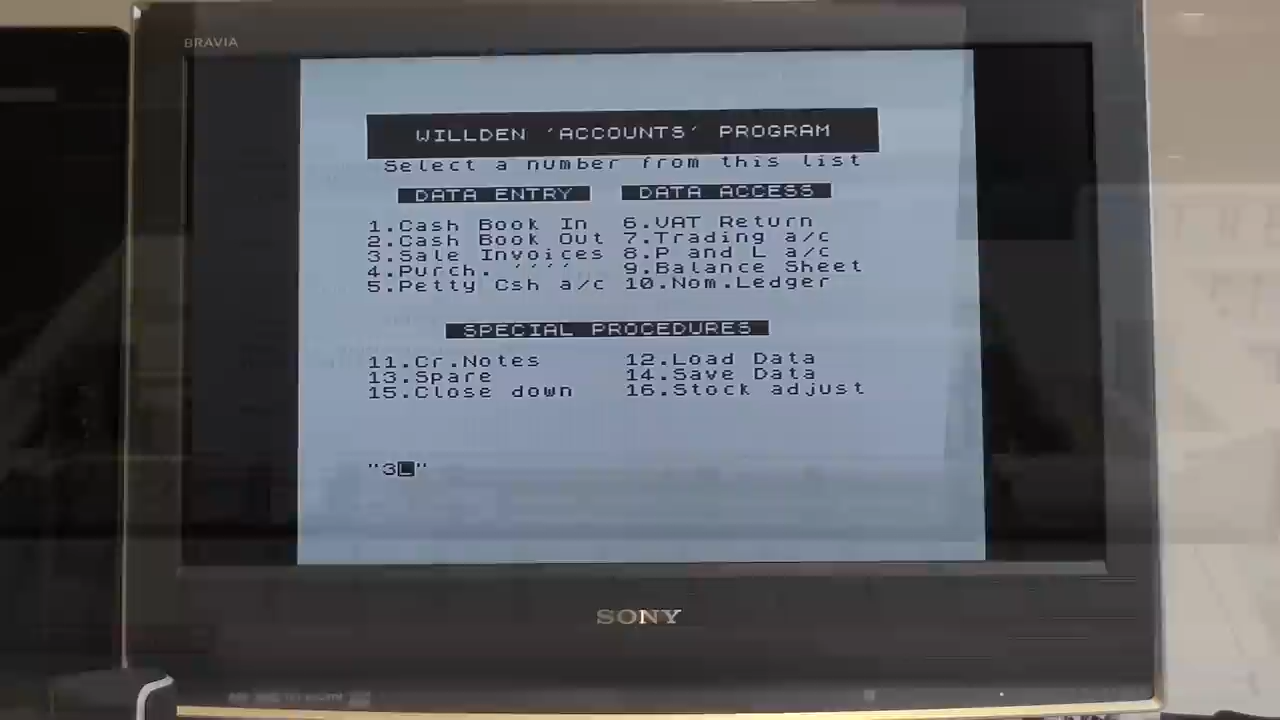 BRAVIA
WILLDEN 'ACCOUNTS' PROGRAM
Select a number from this list
DATA ENTRY DATA ACCESS
1.Cash Book In 6.VAT Return
2.Cash Book Out 7.Trading a/c
3.Sale Invoices 8.P and L a/c
4.Purch. '''' 9.Balance Sheet
5.Petty Csh a/c 10.Nom.Ledger
SPECIAL PROCEDURES
11.Cr.Notes 12.Load Data
13.Spare 14.Save Data
15.Close down 16.Stock adjust
"3L"
SONY